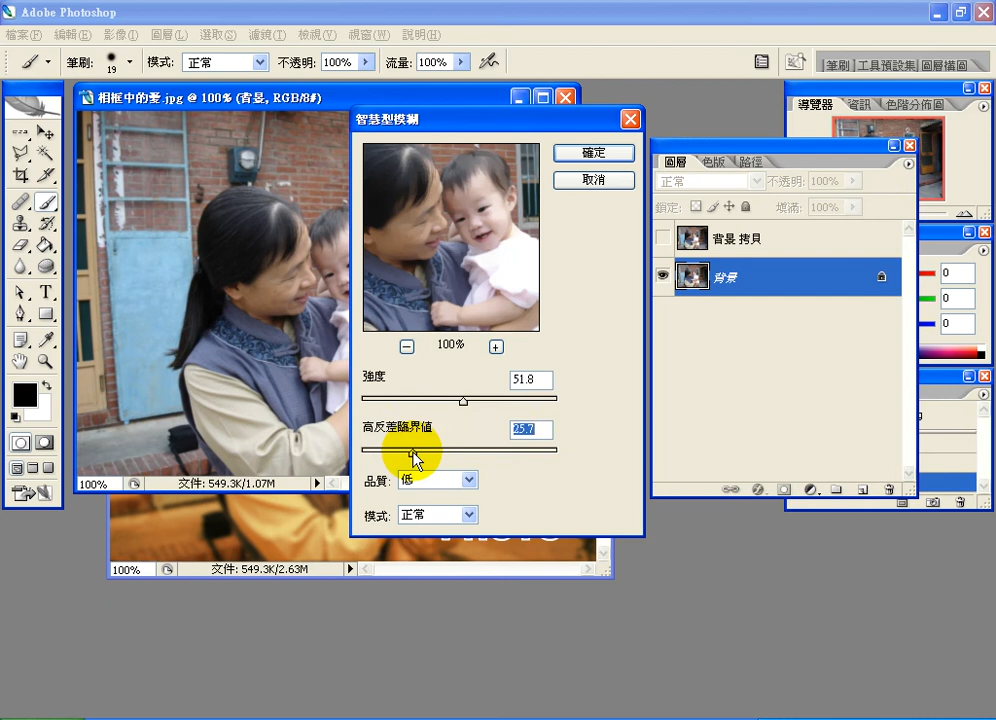 Adobe Photoshop
檔案(F) 編輯(E) 影像(I) 圖層(L) 選取(S) 濾鏡(T) 檢視(V) 視窗(W) 說明(H)
筆刷: 19 模式: 正常 不透明: 100% 流量: 100%
筆刷 工具預設集 圖層構圖
相框中的愛.jpg @ 100% (背景, RGB/8#)
100% 文件: 549.3K/1.07M
100% 文件: 549.3K/2.63M
智慧型模糊
確定
取消
100%
強度 51.8
高反差臨界值 25.7
品質: 低
模式: 正常
導覽器 資訊 色階分佈圖
圖層 色版 路徑
正常 不透明: 100%
鎖定: 填滿: 100%
背景 拷貝
背景
0
0
0